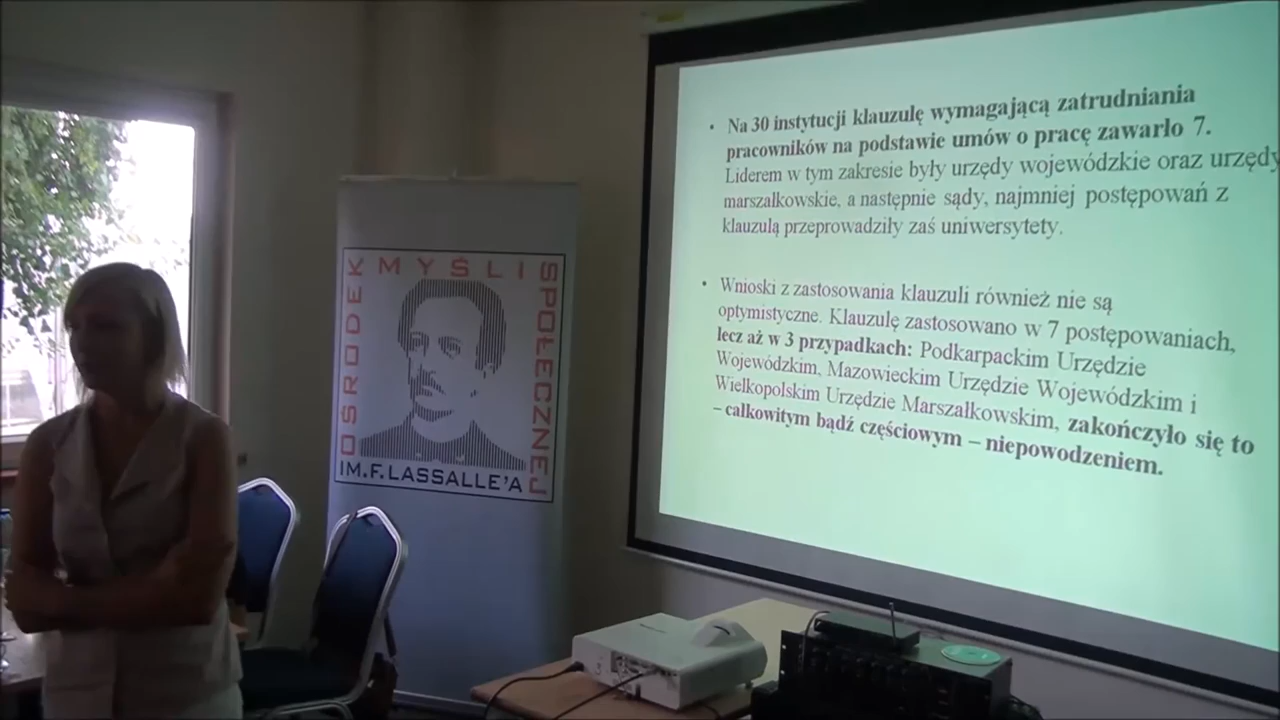 OŚRODEK MYŚLI SPOŁECZNEJ
IM.F.LASSALLE'A
• Na 30 instytucji klauzulę wymagającą zatrudniania
pracowników na podstawie umów o pracę zawarło 7.
Liderem w tym zakresie były urzędy wojewódzkie oraz urzędy
marszałkowskie, a następnie sądy, najmniej postępowań z
klauzulą przeprowadziły zaś uniwersytety.
• Wnioski z zastosowania klauzuli również nie są
optymistyczne. Klauzulę zastosowano w 7 postępowaniach,
lecz aż w 3 przypadkach: Podkarpackim Urzędzie
Wojewódzkim, Mazowieckim Urzędzie Wojewódzkim i
Wielkopolskim Urzędzie Marszałkowskim, zakończyło się to
– całkowitym bądź częściowym – niepowodzeniem.